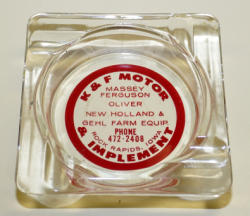 K & F MOTOR
MASSEY
FERGUSON
OLIVER
NEW HOLLAND &
GEHL FARM EQUIP.
PHONE
472-2408
ROCK RAPIDS, IOWA
& IMPLEMENT